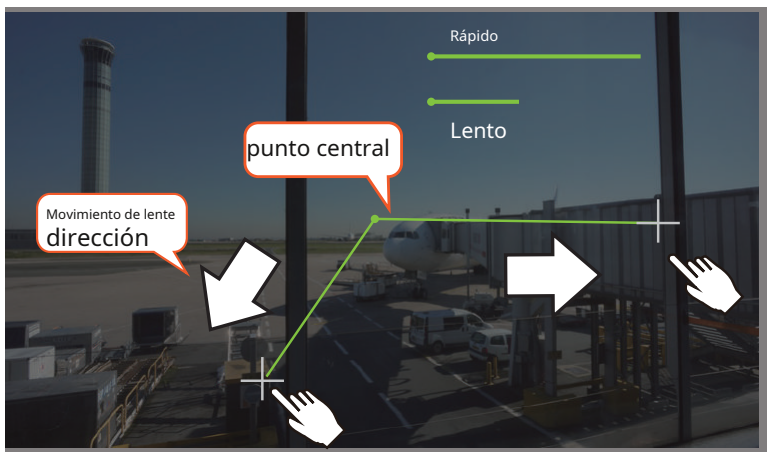 Rápido
Lento
punto central
Movimiento de lente
dirección